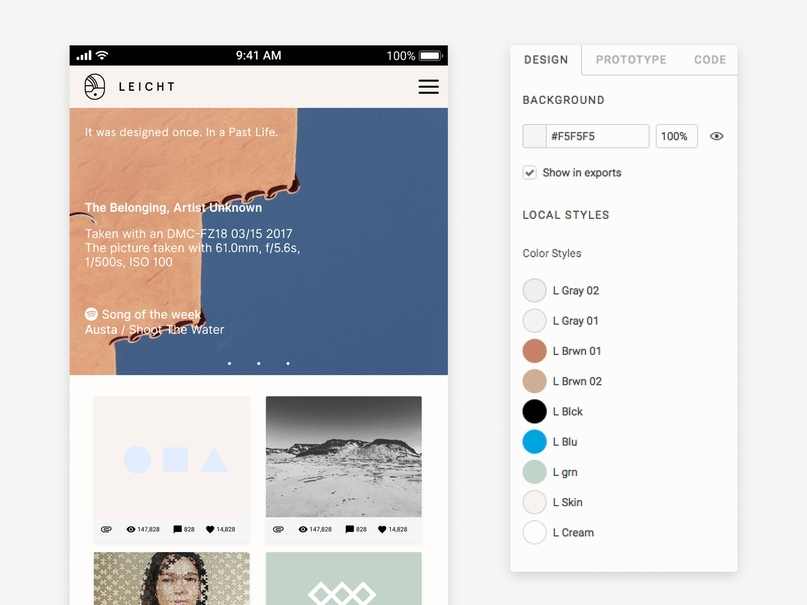 9:41 AM
100%
LEICHT
It was designed once. In a Past Life.
The Belonging, Artist Unknown
Taken with an DMC-FZ18 03/15 2017
The picture taken with 61.0mm, f/5.6s,
1/500s, ISO 100
Song of the week
Austa / Shoot The Water
147,828 828 14,828
147,828 828 14,828
DESIGN PROTOTYPE CODE
BACKGROUND
#F5F5F5 100%
Show in exports
LOCAL STYLES
Color Styles
L Gray 02
L Gray 01
L Brwn 01
L Brwn 02
L Blck
L Blu
L grn
L Skin
L Cream